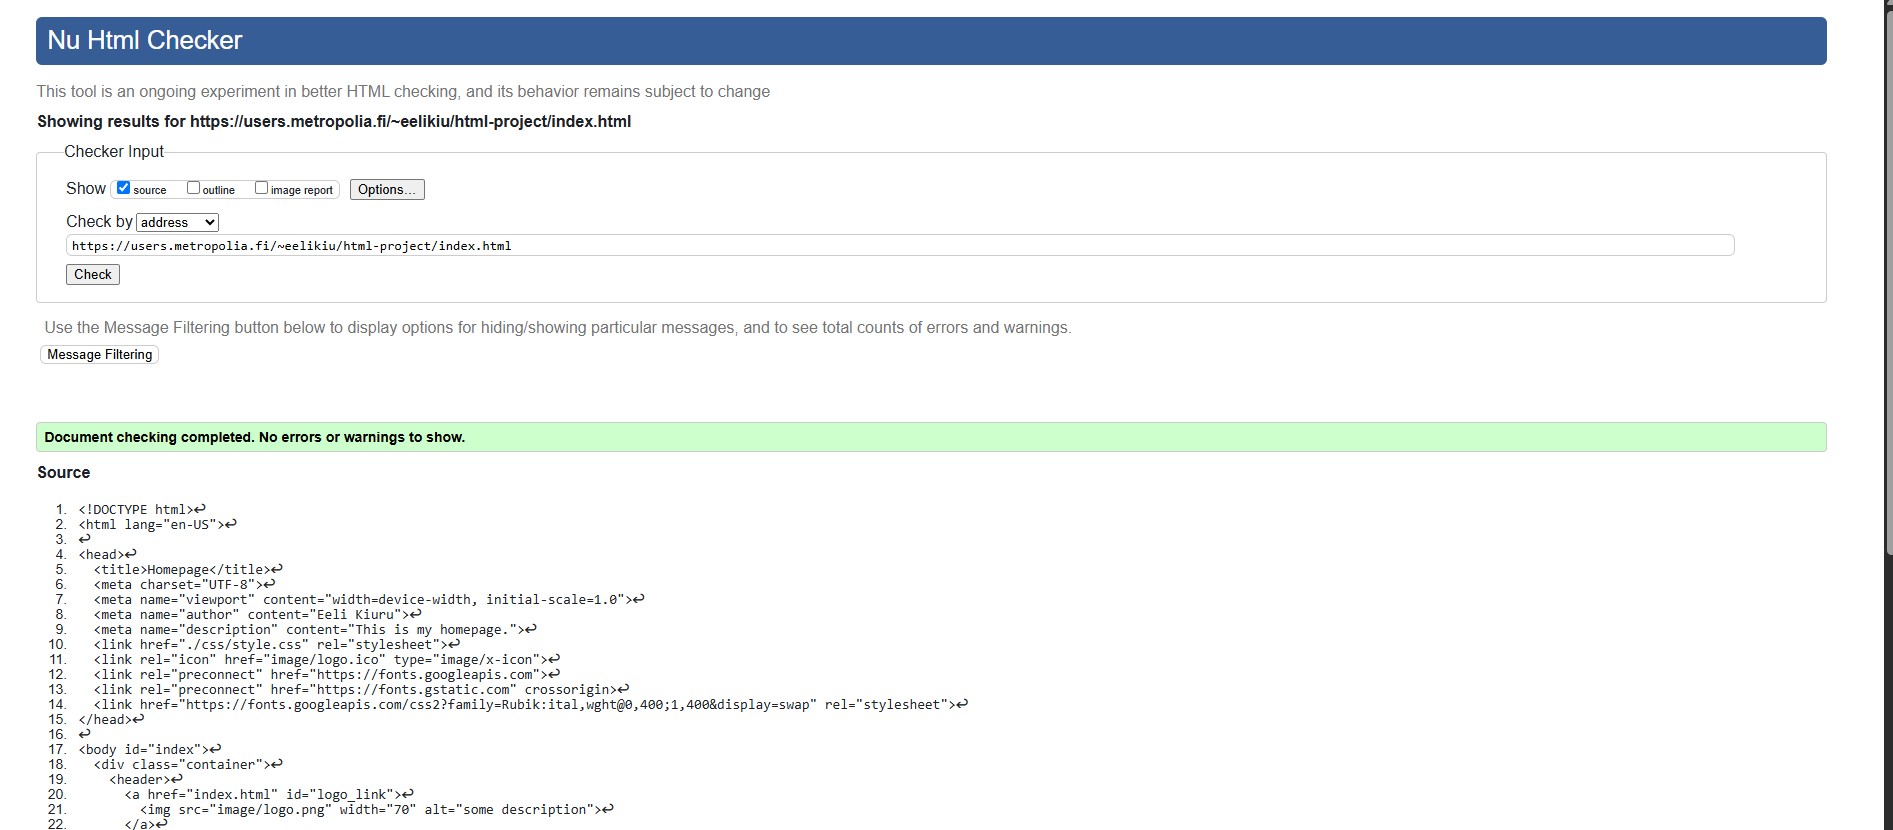 Nu Html Checker
This tool is an ongoing experiment in better HTML checking, and its behavior remains subject to change
Showing results for https://users.metropolia.fi/~eelikiu/html-project/index.html
Checker Input
Show source outline image report Options...
Check by address
https://users.metropolia.fi/~eelikiu/html-project/index.html
Check
Use the Message Filtering button below to display options for hiding/showing particular messages, and to see total counts of errors and warnings.
Message Filtering
Document checking completed. No errors or warnings to show.
Source
1. <!DOCTYPE html>↩
2. <html lang="en-US">↩
3. ↩
4. <head>↩
5.   <title>Homepage</title>↩
6.   <meta charset="UTF-8">↩
7.   <meta name="viewport" content="width=device-width, initial-scale=1.0">↩
8.   <meta name="author" content="Eeli Kiuru">↩
9.   <meta name="description" content="This is my homepage.">↩
10.   <link href="./css/style.css" rel="stylesheet">↩
11.   <link rel="icon" href="image/logo.ico" type="image/x-icon">↩
12.   <link rel="preconnect" href="https://fonts.googleapis.com">↩
13.   <link rel="preconnect" href="https://fonts.gstatic.com" crossorigin>↩
14.   <link href="https://fonts.googleapis.com/css2?family=Rubik:ital,wght@0,400;1,400&display=swap" rel="stylesheet">↩
15. </head>↩
16. ↩
17. <body id="index">↩
18.   <div class="container">↩
19.     <header>↩
20.       <a href="index.html" id="logo_link">↩
21.         <img src="image/logo.png" width="70" alt="some description">↩
22.       </a>↩